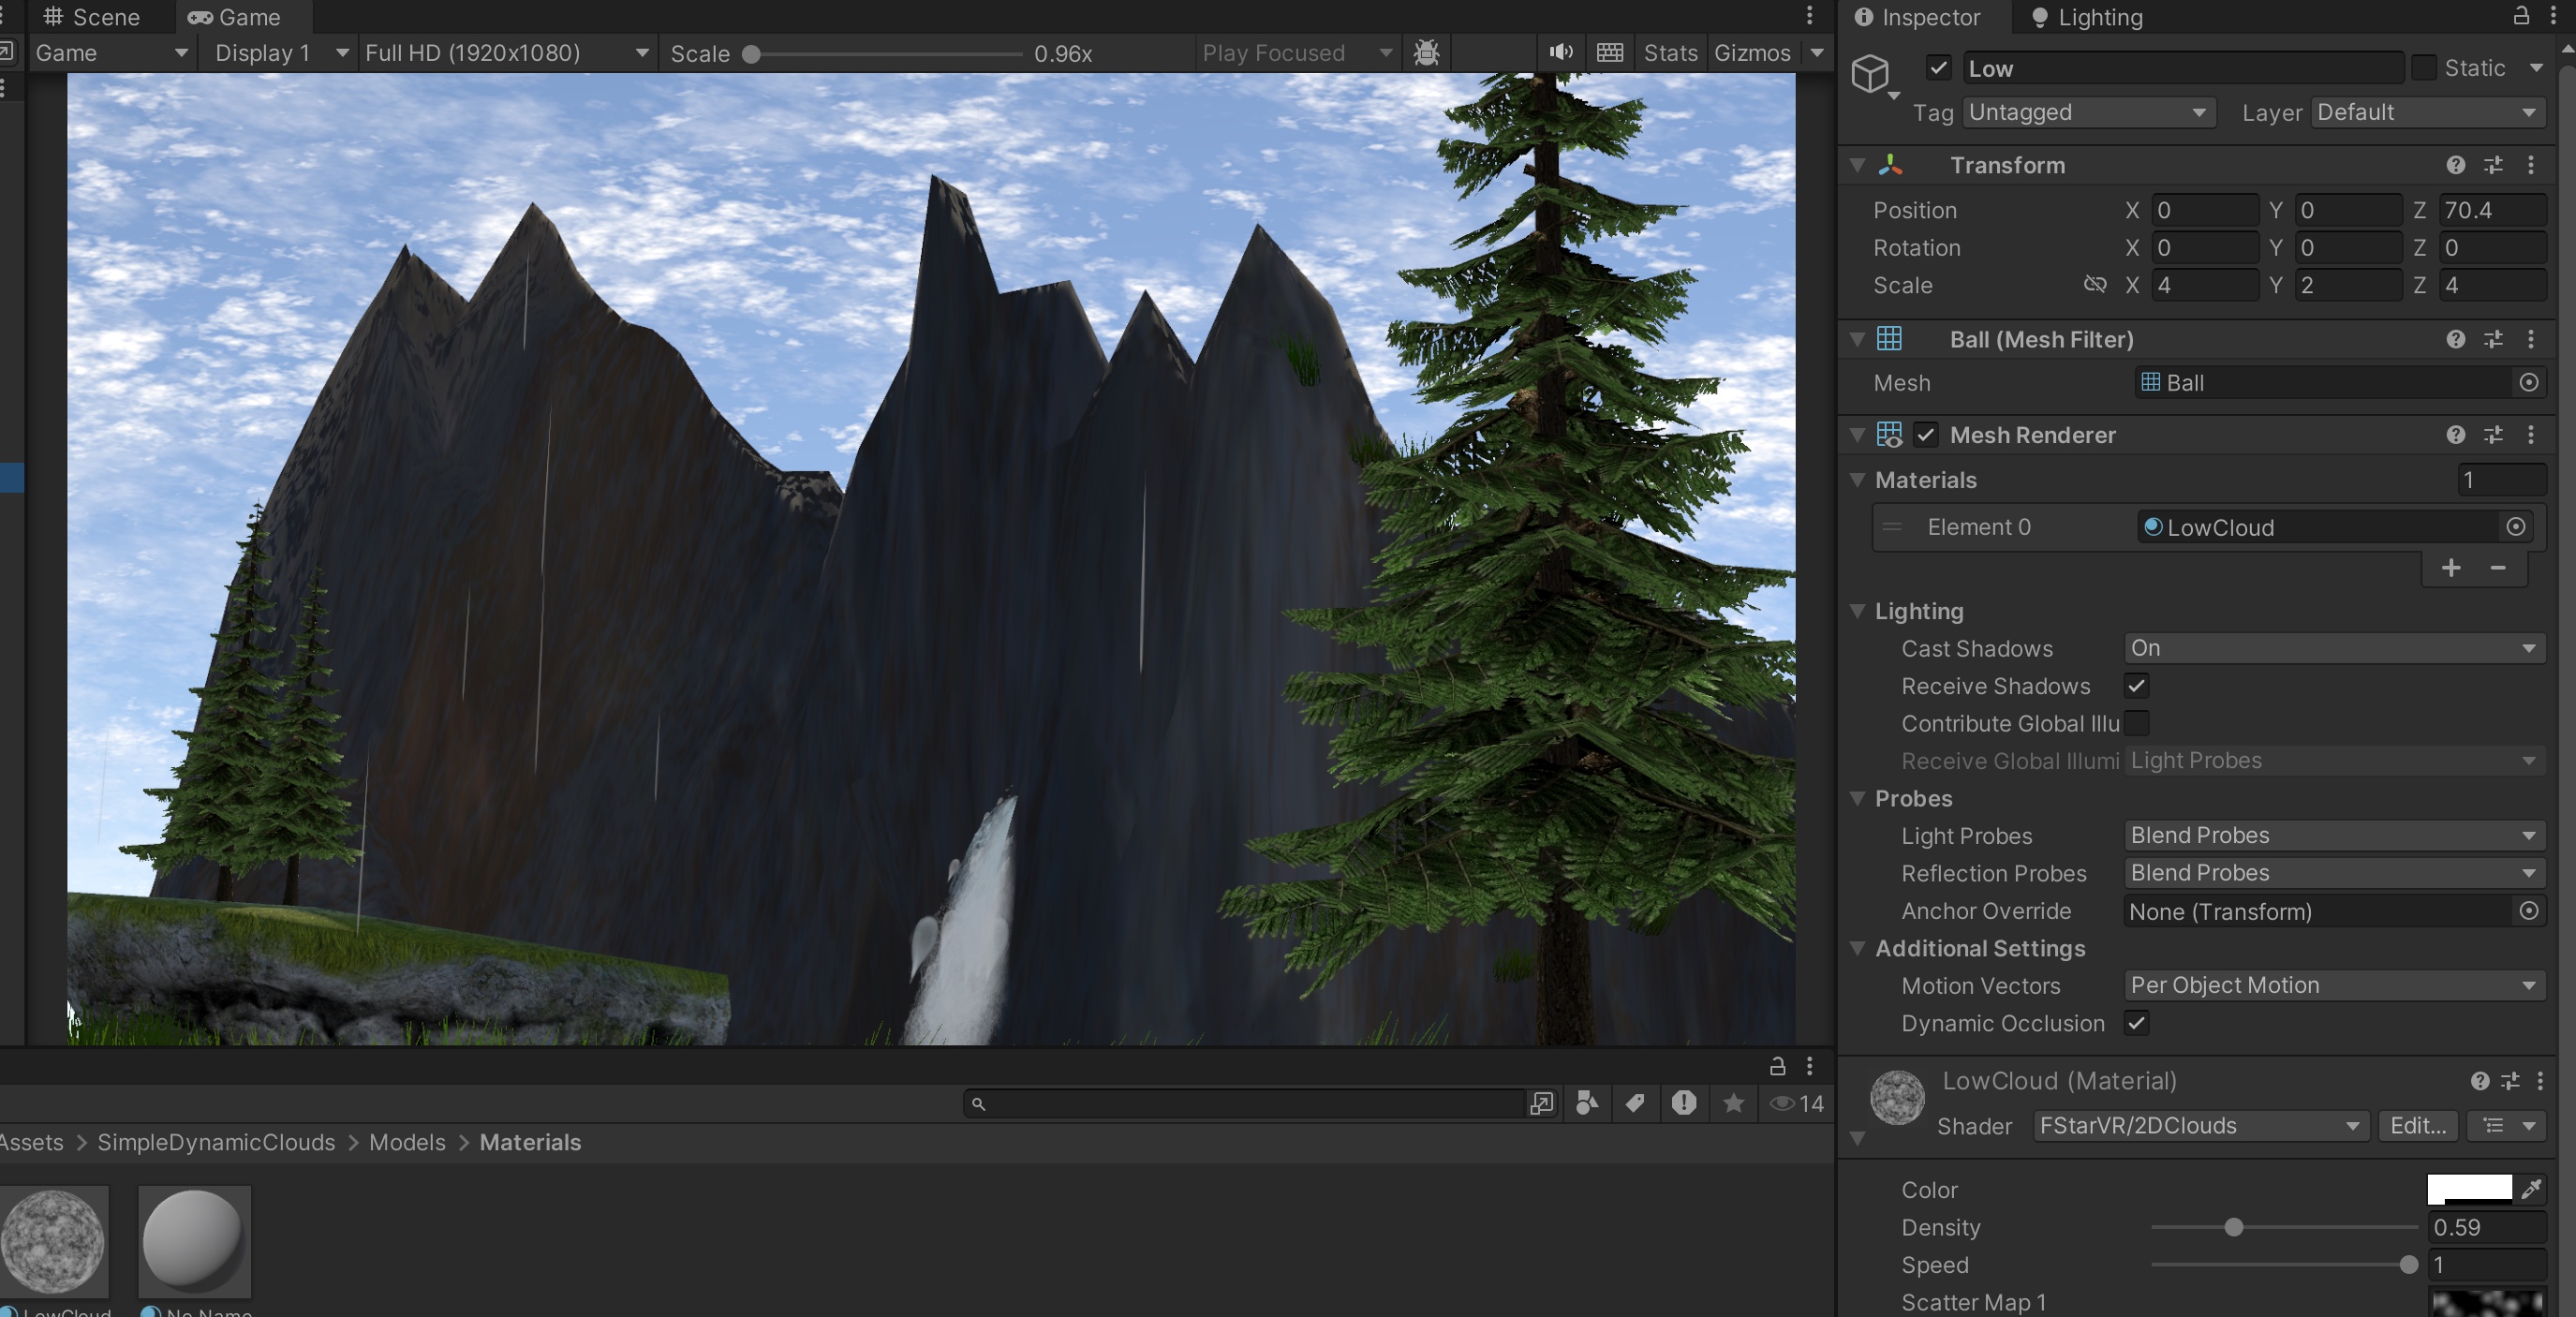 Scene
Game
Inspector
Lighting
Game
Display 1
Full HD (1920x1080)
Scale
0.96x
Play Focused
Stats
Gizmos
Low
Static
Tag
Untagged
Layer
Default
Transform
Position X 0 Y 0 Z 70.4
Rotation X 0 Y 0 Z 0
Scale X 4 Y 2 Z 4
Ball (Mesh Filter)
Mesh Ball
Mesh Renderer
Materials 1
Element 0 LowCloud
Lighting
Cast Shadows On
Receive Shadows
Contribute Global Illu
Receive Global Illumi Light Probes
Probes
Light Probes Blend Probes
Reflection Probes Blend Probes
Anchor Override None (Transform)
Additional Settings
Motion Vectors Per Object Motion
Dynamic Occlusion
LowCloud (Material)
Shader FStarVR/2DClouds Edit...
Color
Density 0.59
Speed 1
Scatter Map 1
14
Assets > SimpleDynamicClouds > Models > Materials
LowCloud
No Name